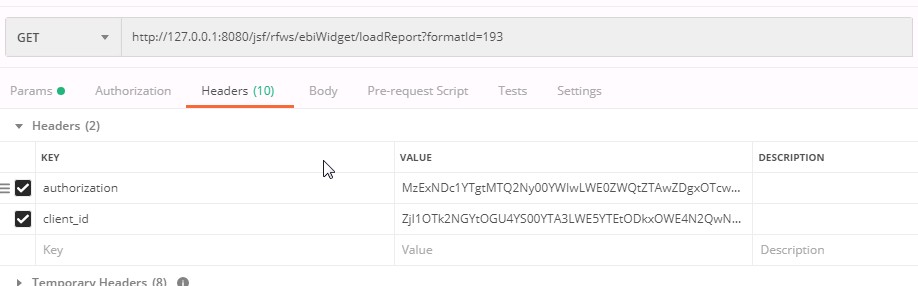 GET http://127.0.0.1:8080/jsf/rfws/ebiWidget/loadReport?formatId=193
Params Authorization Headers (10) Body Pre-request Script Tests Settings
Headers (2)
KEY VALUE DESCRIPTION
authorization MzExNDc1YTgtMTQ2Ny00YWIwLWE0ZWQtZTAwZDgxOTcw...
client_id ZjI1OTk2NGYtOGU4YS00YTA3LWE5YTEtODkxOWE4N2QwN...
Key Value Description
Temporary Headers (8) i